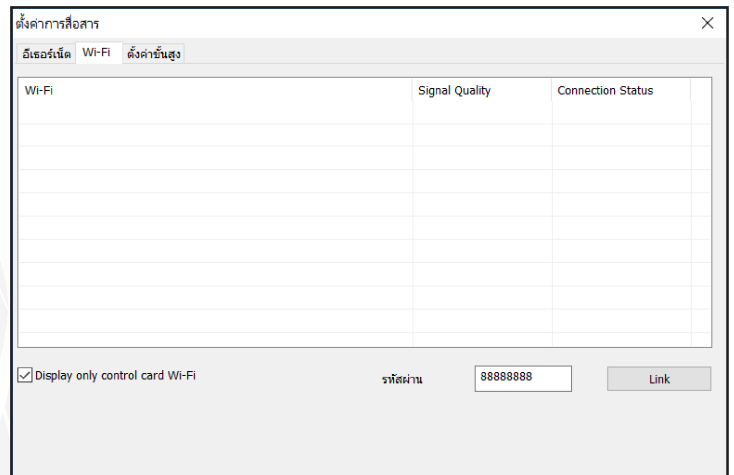 ตั้งค่าการสื่อสาร
อีเธอร์เน็ต Wi-Fi ตั้งค่าขั้นสูง
Wi-Fi Signal Quality Connection Status
Display only control card Wi-Fi รหัสผ่าน 88888888 Link